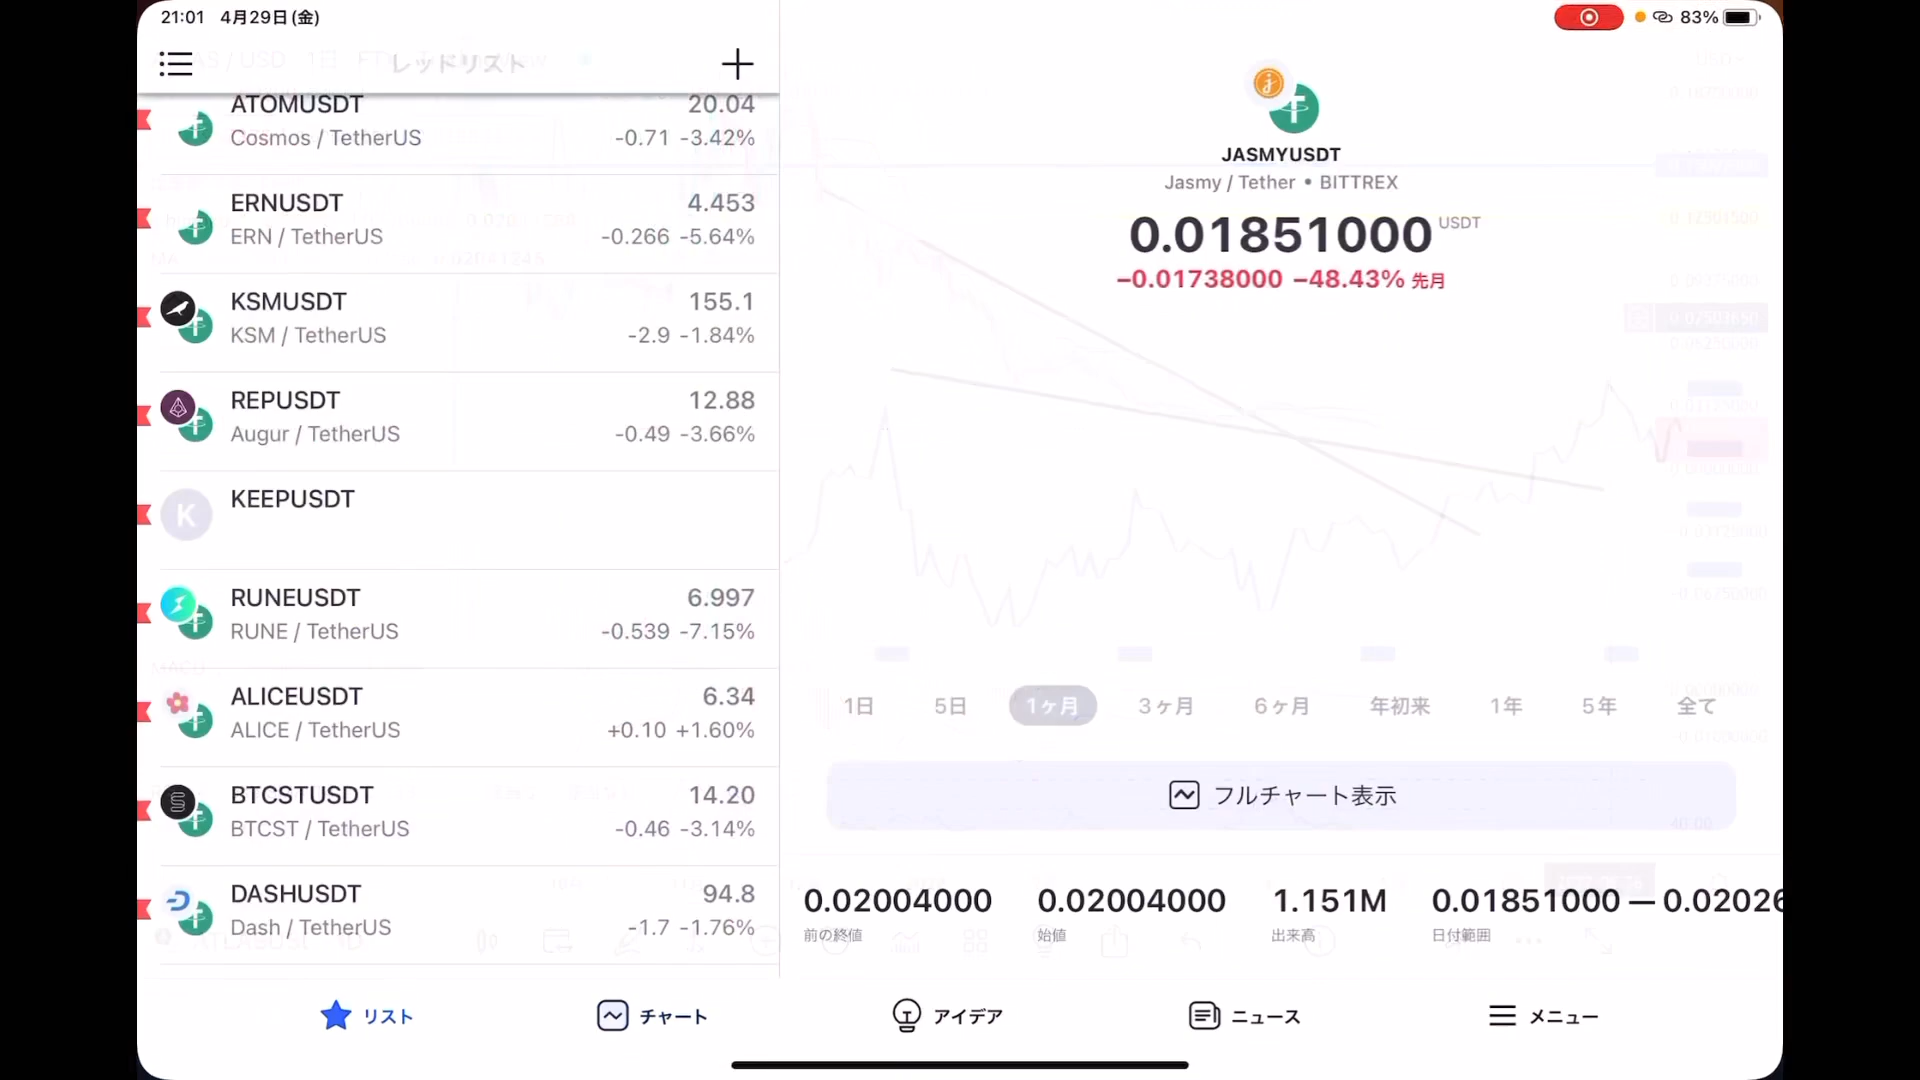 21:01 4月29日(金)
83%
レッドリスト
ATOMUSDT 20.04
Cosmos / TetherUS -0.71 -3.42%
ERNUSDT 4.453
ERN / TetherUS -0.266 -5.64%
KSMUSDT 155.1
KSM / TetherUS -2.9 -1.84%
REPUSDT 12.88
Augur / TetherUS -0.49 -3.66%
K KEEPUSDT
RUNEUSDT 6.997
RUNE / TetherUS -0.539 -7.15%
ALICEUSDT 6.34
ALICE / TetherUS +0.10 +1.60%
BTCSTUSDT 14.20
BTCST / TetherUS -0.46 -3.14%
DASHUSDT 94.8
Dash / TetherUS -1.7 -1.76%
JASMYUSDT
Jasmy / Tether • BITTREX
0.01851000 USDT
−0.01738000 −48.43% 先月
1日 5日 1ヶ月 3ヶ月 6ヶ月 年初来 1年 5年 全て
フルチャート表示
0.02004000 0.02004000 1.151M 0.01851000 — 0.02026
前の終値 始値 出来高 日付範囲
リスト チャート アイデア ニュース メニュー